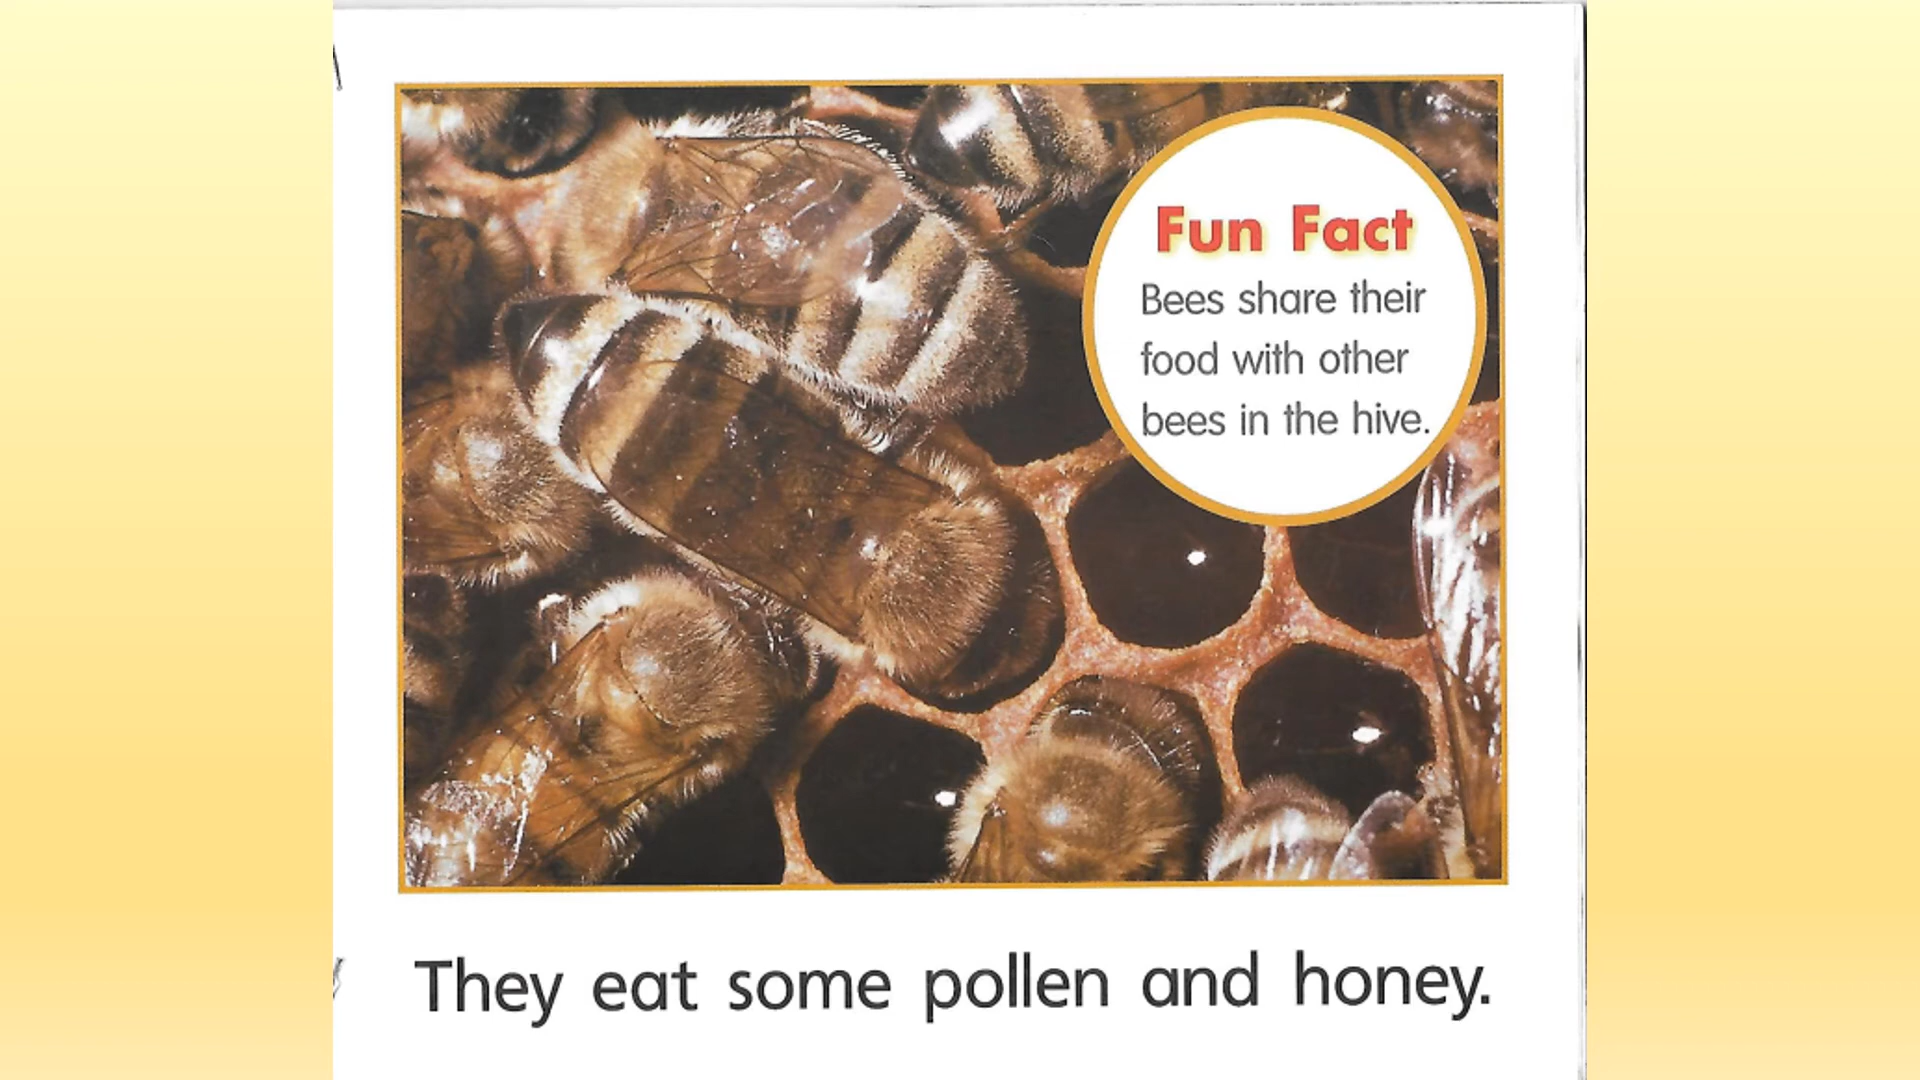 Fun Fact
Bees share their
food with other
bees in the hive.
They eat some pollen and honey.